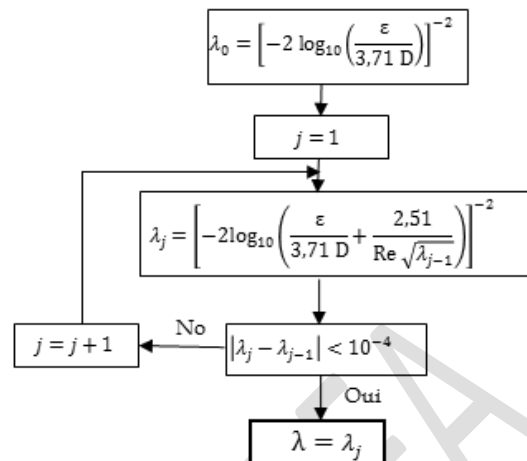 λ₀ = [−2 log₁₀(ε / 3,71 D)]⁻²
j = 1
λⱼ = [−2log₁₀(ε / 3,71 D + 2,51 / Re √λⱼ₋₁)]⁻²
No
j = j + 1
|λⱼ − λⱼ₋₁| < 10⁻⁴
Oui
λ = λⱼ